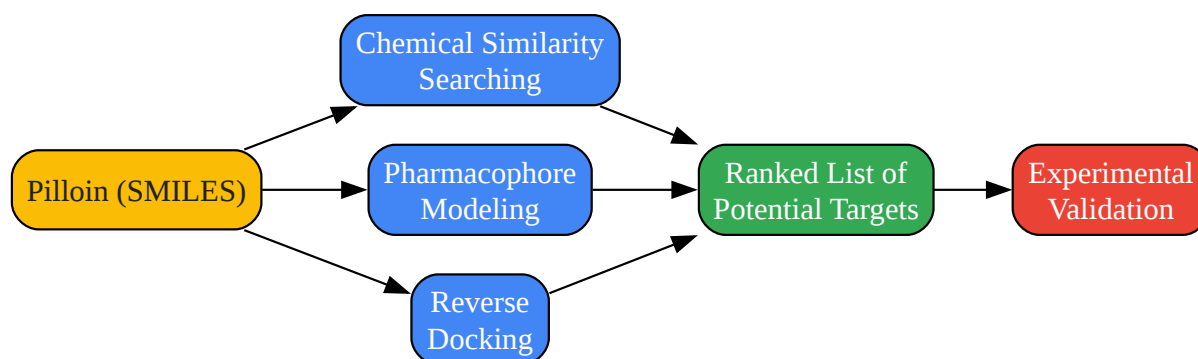 Chemical Similarity
Searching
Pilloin (SMILES)
Pharmacophore
Modeling
Ranked List of
Potential Targets
Experimental
Validation
Reverse
Docking